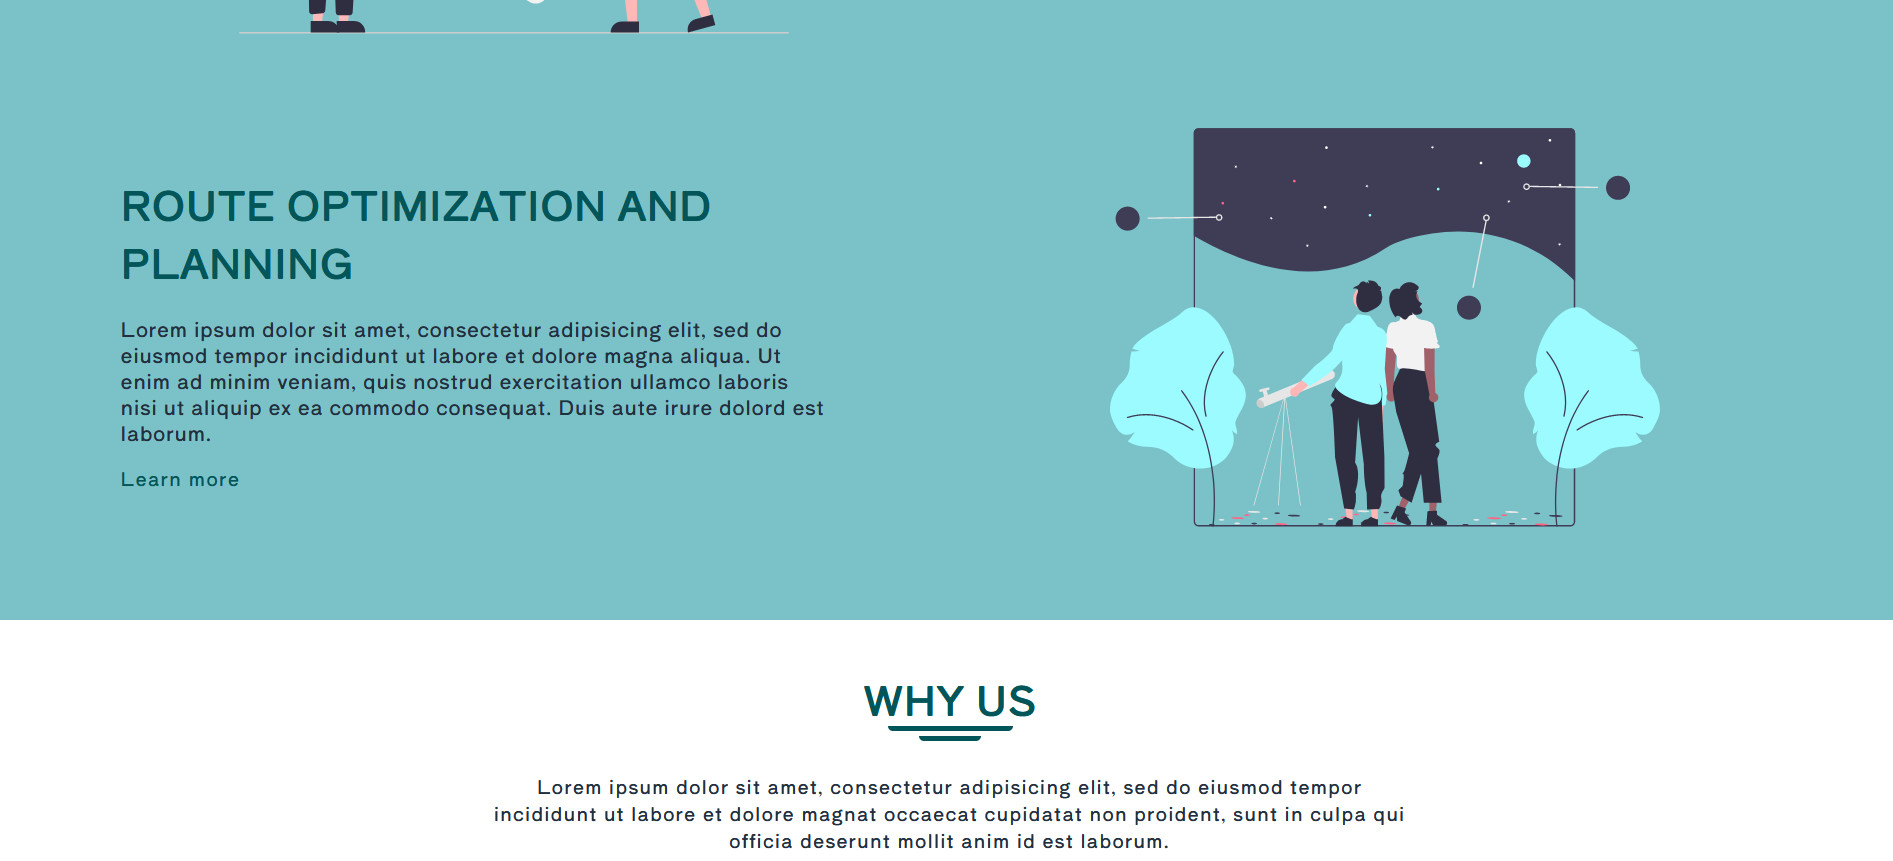 ROUTE OPTIMIZATION AND
PLANNING
Lorem ipsum dolor sit amet, consectetur adipisicing elit, sed do
eiusmod tempor incididunt ut labore et dolore magna aliqua. Ut
enim ad minim veniam, quis nostrud exercitation ullamco laboris
nisi ut aliquip ex ea commodo consequat. Duis aute irure dolord est
laborum.
Learn more
WHY US
Lorem ipsum dolor sit amet, consectetur adipisicing elit, sed do eiusmod tempor
incididunt ut labore et dolore magnat occaecat cupidatat non proident, sunt in culpa qui
officia deserunt mollit anim id est laborum.